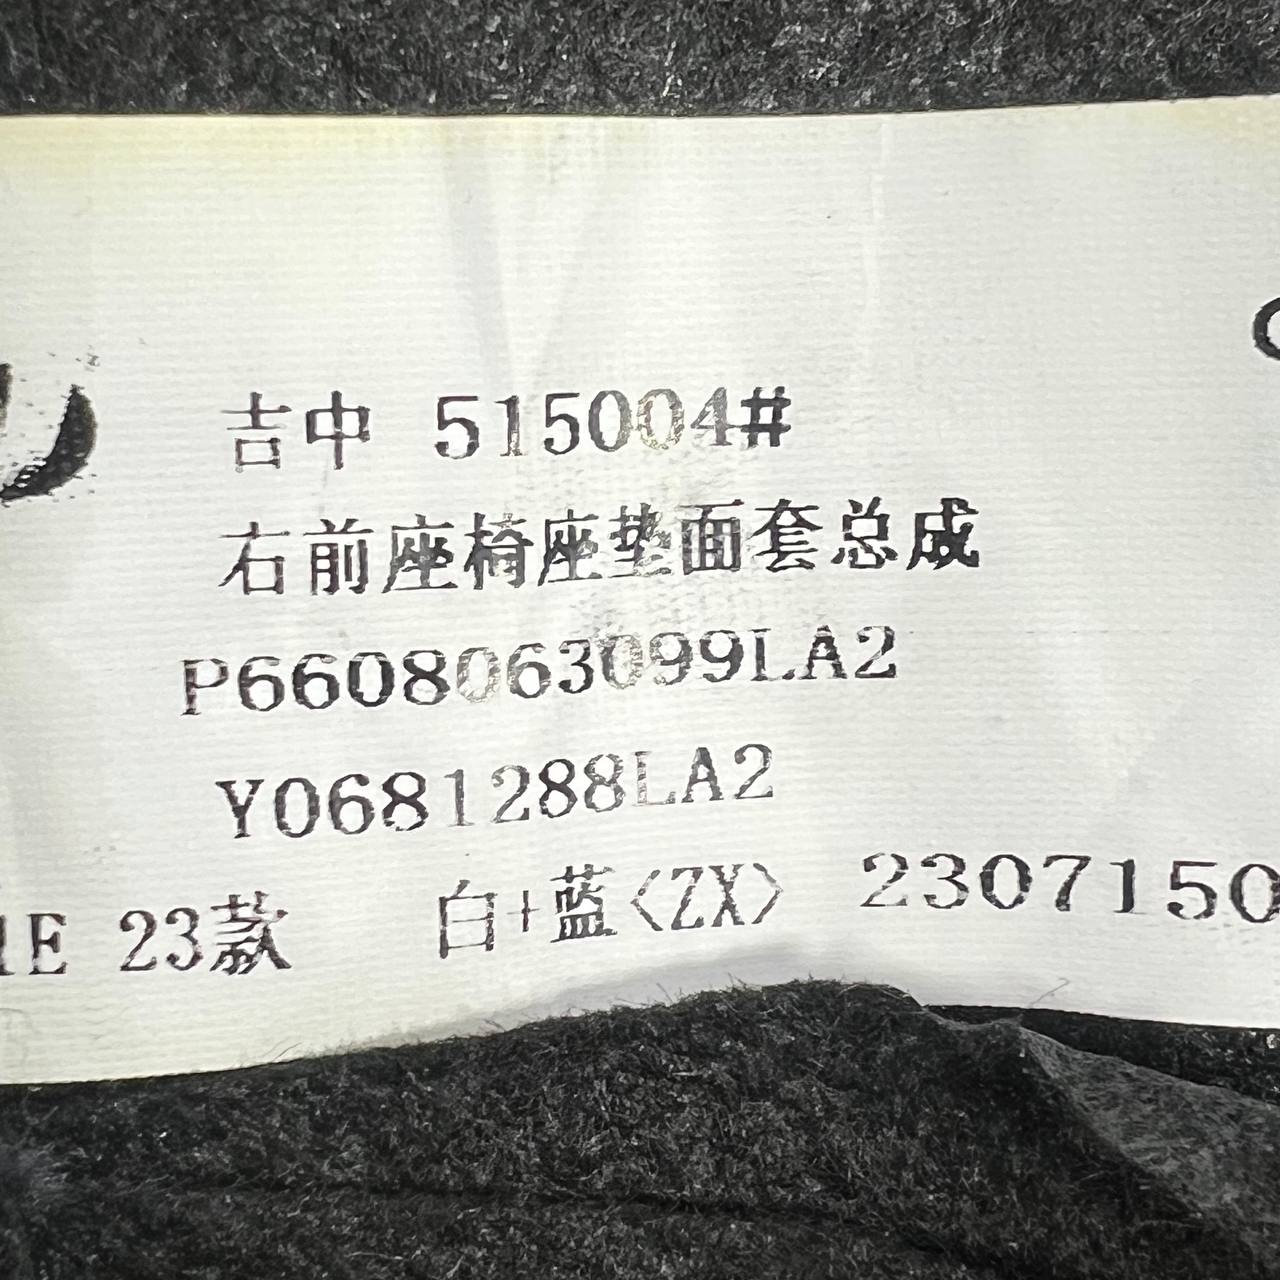 吉中 515004#
右前座椅座垫面套总成
P6608063099LA2
Y0681288LA2
1E 23款 白+蓝<ZX> 2307150